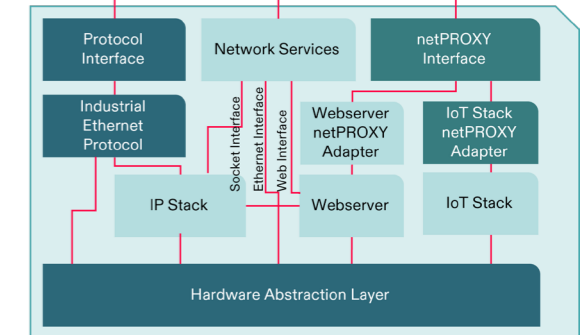 Protocol
Interface
Network Services
netPROXY
Interface
Industrial
Ethernet
Protocol
Socket Interface
Ethernet Interface
Web Interface
Webserver
netPROXY
Adapter
IoT Stack
netPROXY
Adapter
IP Stack
Webserver
IoT Stack
Hardware Abstraction Layer